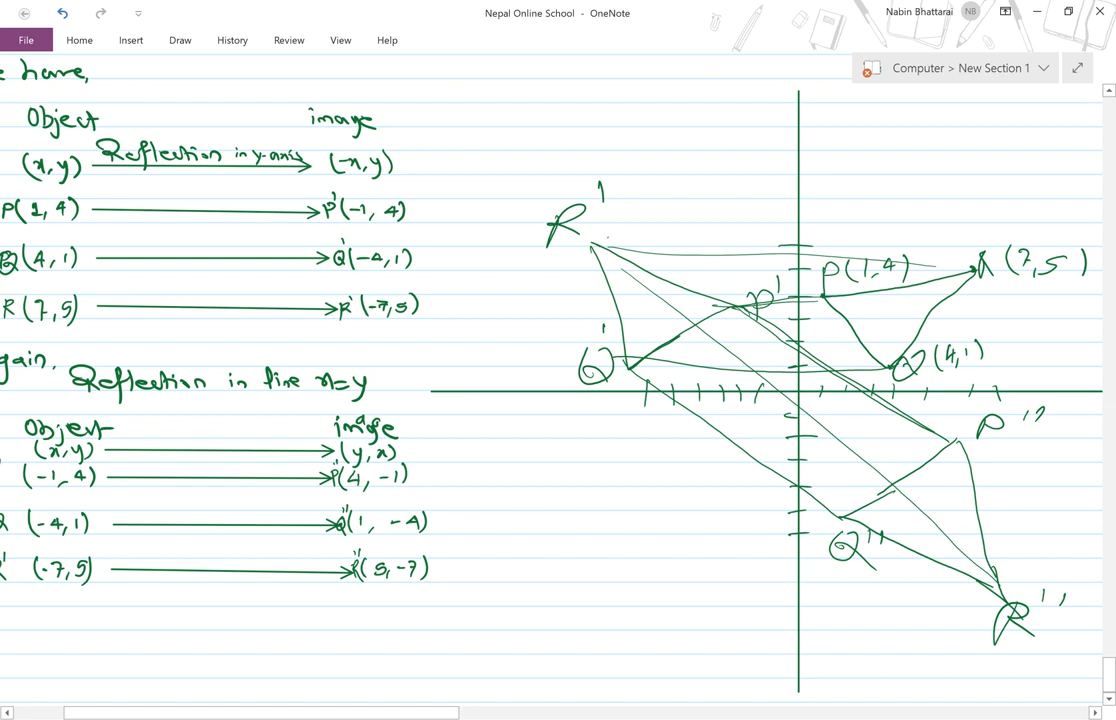 Nepal Online School - OneNote
Nabin Bhattarai NB
File Home Insert Draw History Review View Help
Computer > New Section 1
have,
Object image
(x,y) Reflection in y-axis (-x,y)
P(1,4) P'(-1, 4)
Q(4,1) Q'(-4,1)
R(7,5) R'(-7,5)
gain, Reflection in line x=y
Object image
(x,y) (y,x)
(-1,4) P''(4, -1)
(-4,1) Q''(1, -4)
(-7,5) R''(5,-7)
R'
P'
P(1,4)
R(7,5)
Q'
Q(4,1)
P''
Q''
R''